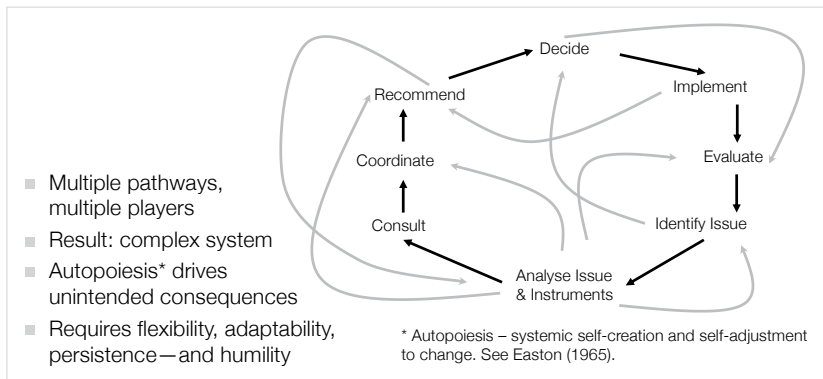 Decide
Recommend
Implement
Coordinate
Evaluate
Consult
Identify Issue
Analyse Issue
& Instruments
Multiple pathways,
multiple players
Result: complex system
Autopoiesis* drives
unintended consequences
Requires flexibility, adaptability,
persistence—and humility
* Autopoiesis – systemic self-creation and self-adjustment
to change. See Easton (1965).